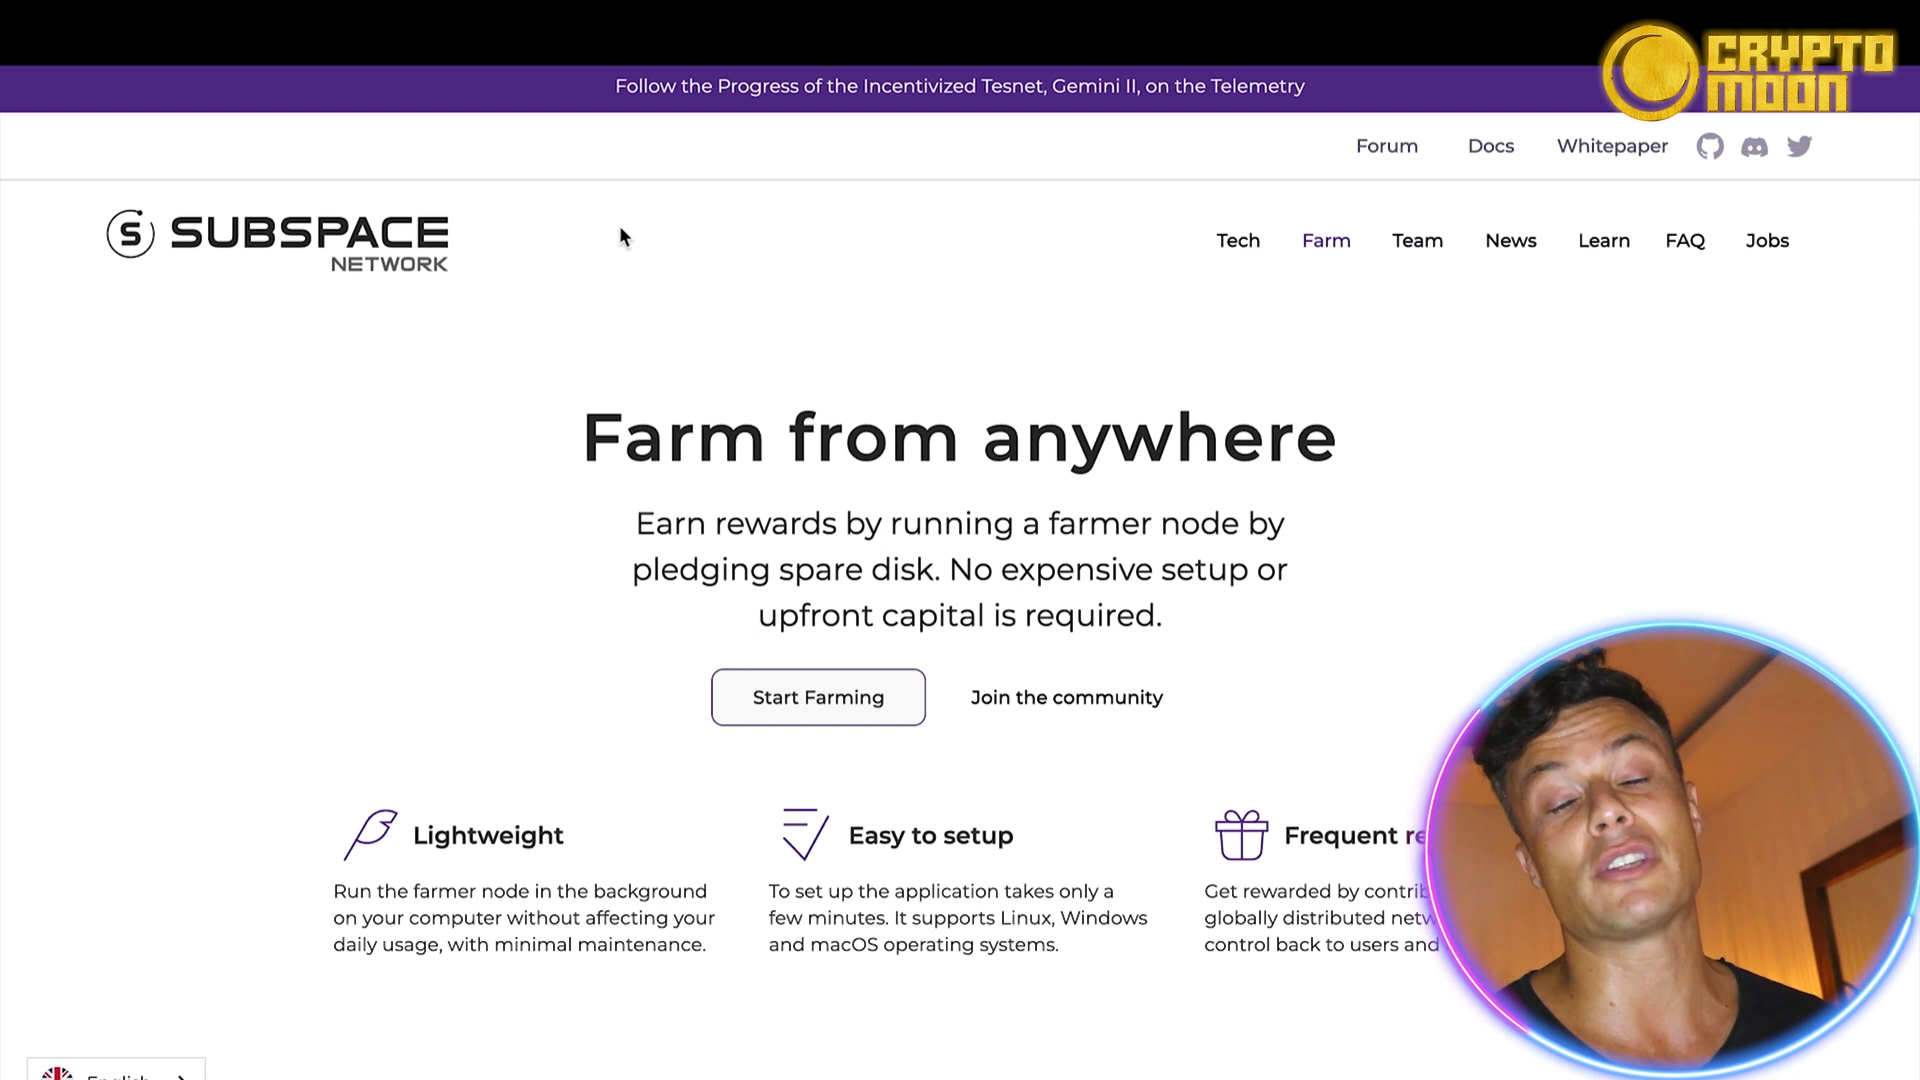 CRYPTO
MOON
Follow the Progress of the Incentivized Tesnet, Gemini II, on the Telemetry
Forum Docs Whitepaper
S SUBSPACE
NETWORK
Tech Farm Team News Learn FAQ Jobs
Farm from anywhere
Earn rewards by running a farmer node by
pledging spare disk. No expensive setup or
upfront capital is required.
Start Farming Join the community
Lightweight
Run the farmer node in the background
on your computer without affecting your
daily usage, with minimal maintenance.
Easy to setup
To set up the application takes only a
few minutes. It supports Linux, Windows
and macOS operating systems.
Frequent
Get rewarded by
globally distributed
control back to users and
English